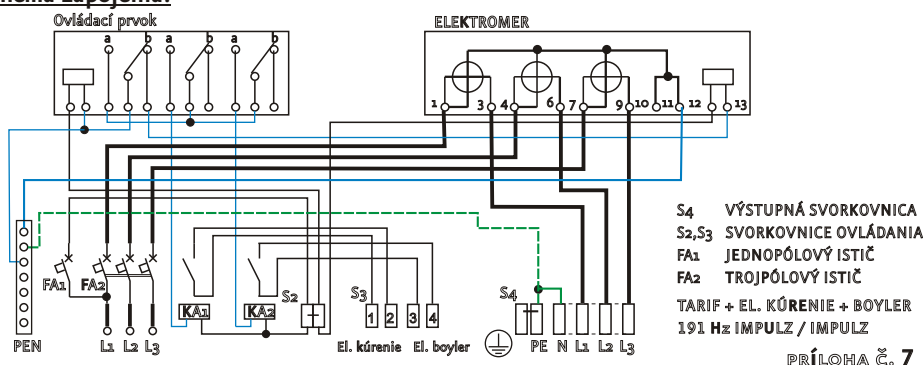 Ovládací prvok
ELEKTROMER
a b a b a b
1 3 4 6 7 9 10 11 12 13
S4 VÝSTUPNÁ SVORKOVNICA
S2,S3 SVORKOVNICE OVLÁDANIA
FA1 JEDNOPÓLOVÝ ISTIČ
FA2 TROJPÓLOVÝ ISTIČ
TARIF + EL. KÚRENIE + BOYLER
191 Hz IMPULZ / IMPULZ
FA1 FA2 KA1 KA2 S2 S3 1 2 3 4 S4
PEN L1 L2 L3 El. kúrenie El. boyler PE N L1 L2 L3
PRÍLOHA Č. 7